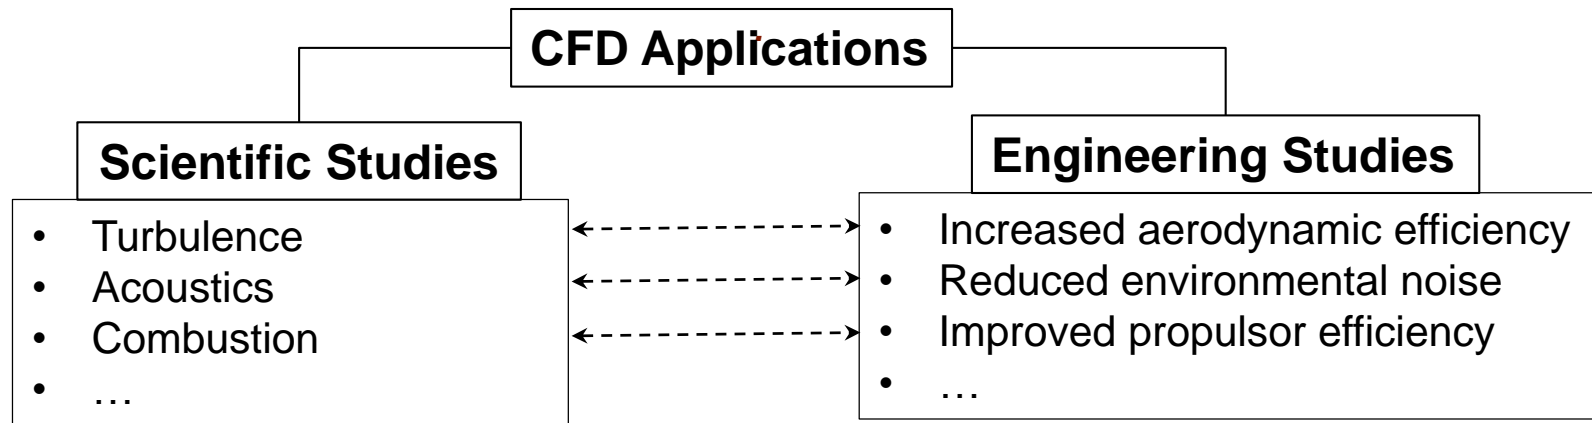 CFD Applications
Scientific Studies
• Turbulence
• Acoustics
• Combustion
• …
Engineering Studies
• Increased aerodynamic efficiency
• Reduced environmental noise
• Improved propulsor efficiency
• …